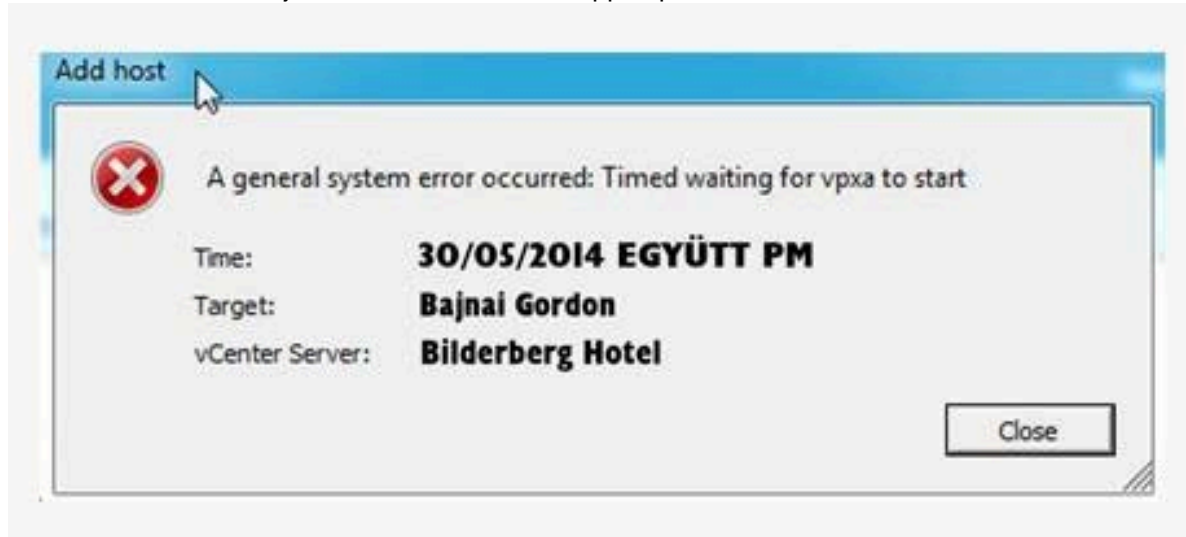 Add host
A general system error occurred: Timed waiting for vpxa to start
Time: 30/05/2014 EGYÜTT PM
Target: Bajnai Gordon
vCenter Server: Bilderberg Hotel
Close